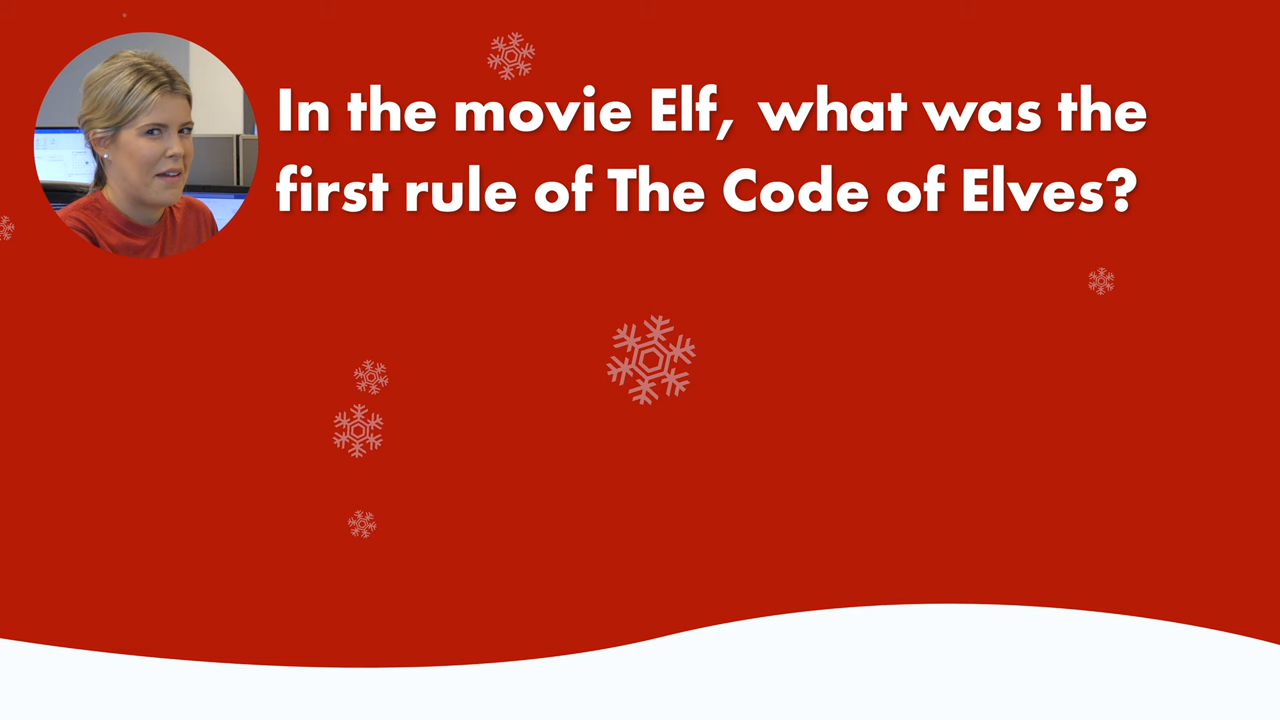 In the movie Elf, what was the
first rule of The Code of Elves?